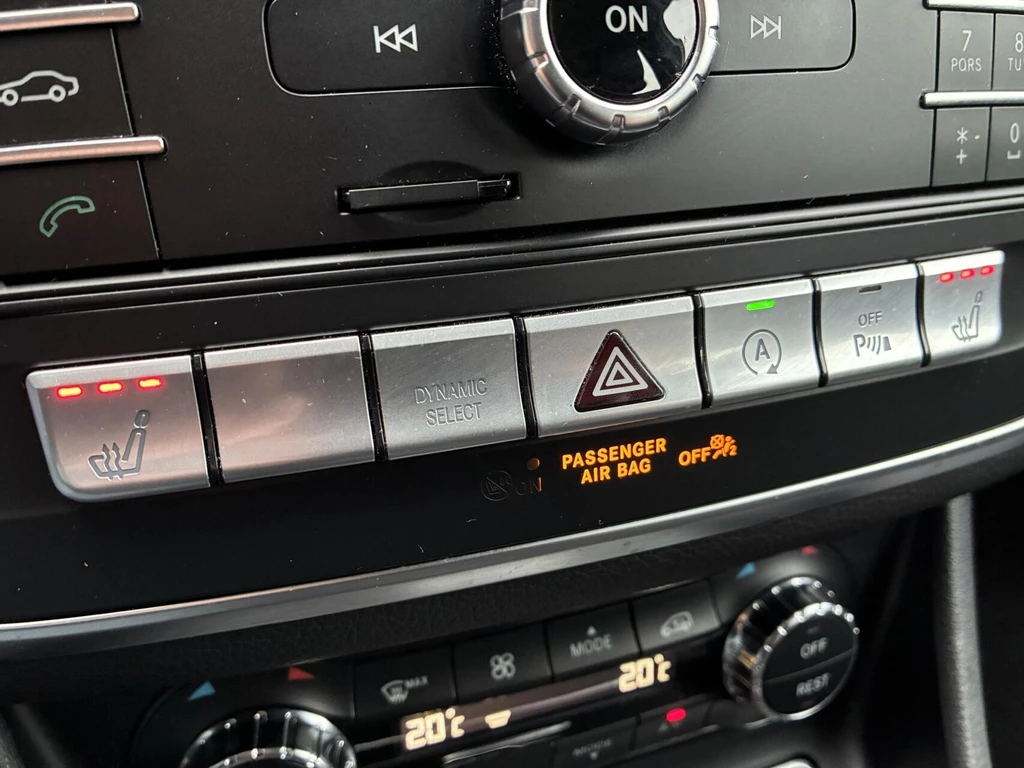 ON
7
PQRS
8
TU
*
+
0
A
OFF
P
DYNAMIC
SELECT
PASSENGER
AIR BAG
OFF
2
ON
MODE
MAX
OFF
REST
20°C
20°C